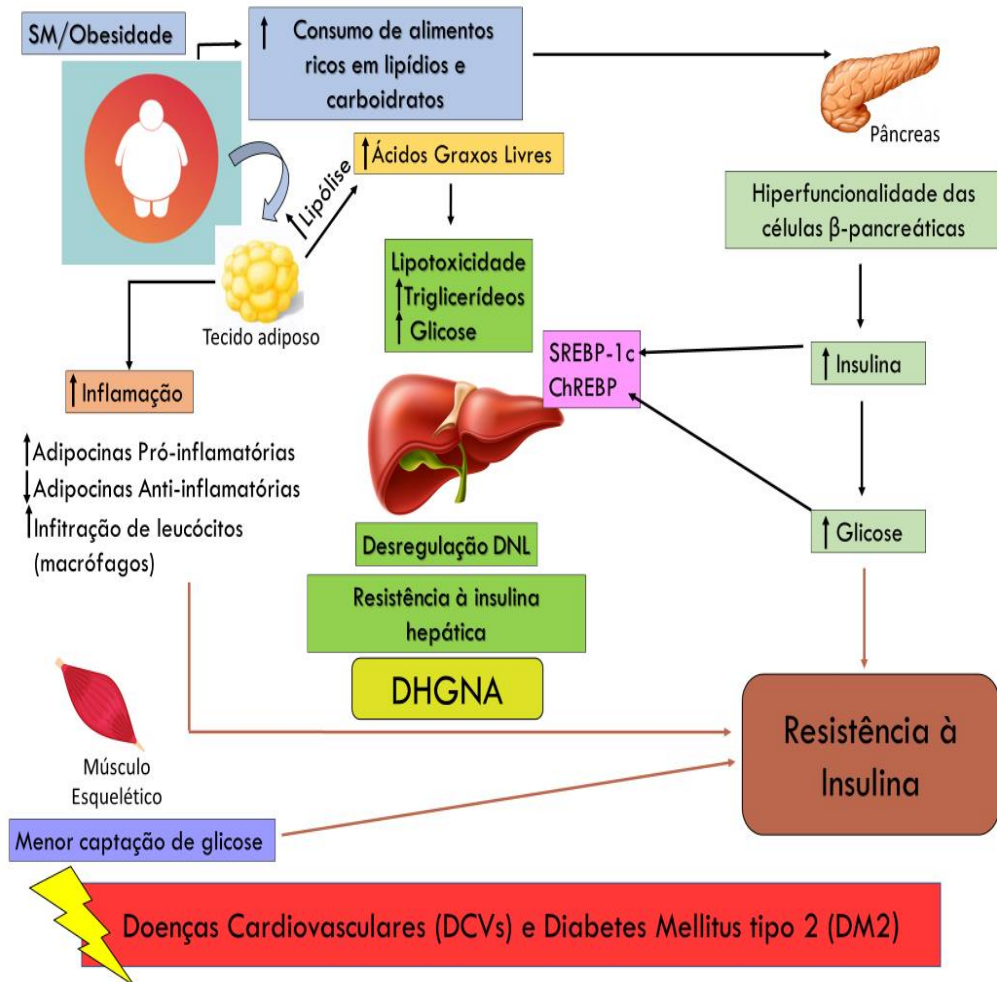 SM/Obesidade
↑ Consumo de alimentos
ricos em lipídios e
carboidratos
Pâncreas
↑Ácidos Graxos Livres
↑ Lipólise
Tecido adiposo
Hiperfuncionalidade das
células β-pancreáticas
Lipotoxicidade
↑Triglicerídeos
↑ Glicose
SREBP-1c
ChREBP
↑ Insulina
↑ Inflamação
↑Adipocinas Pró-inflamatórias
↓Adipocinas Anti-inflamatórias
↑Infitração de leucócitos
(macrófagos)
↑ Glicose
Desregulação DNL
Resistência à insulina
hepática
DHGNA
Músculo
Esquelético
Menor captação de glicose
Resistência à
Insulina
Doenças Cardiovasculares (DCVs) e Diabetes Mellitus tipo 2 (DM2)